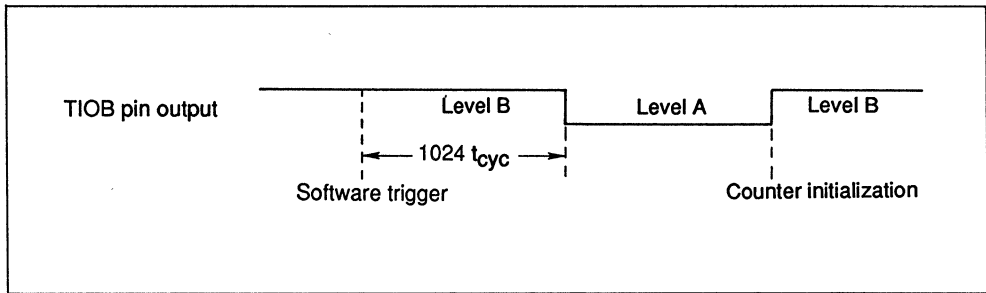 TIOB pin output
Level B
Level A
Level B
1024 tcyc
Software trigger
Counter initialization